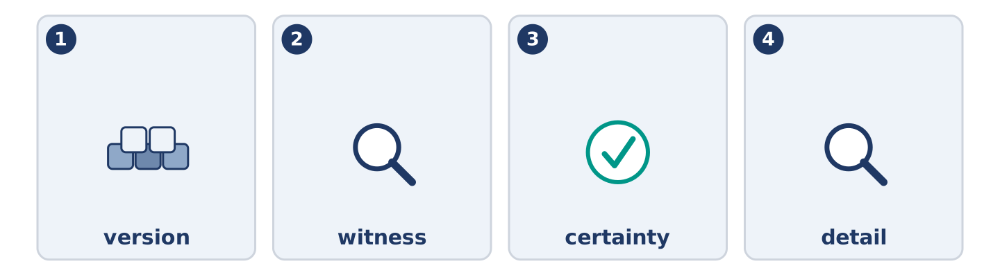 1
version
2
witness
3
certainty
4
detail